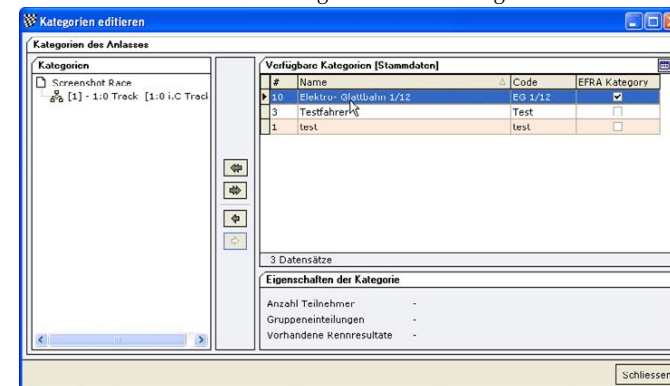 Kategorien editieren
Kategorien des Anlasses
Kategorien
Screenshot Race
[1] - 1:0 Track [1:0 i.C Track
Verfügbare Kategorien [Stammdaten]
# Name Code EFRA Kategory
10 Elektro- Glattbahn 1/12 EG 1/12
3 Testfahrer Test
1 test test
3 Datensätze
Eigenschaften der Kategorie
Anzahl Teilnehmer -
Gruppeneinteilungen -
Vorhandene Rennresultate -
Schliessen